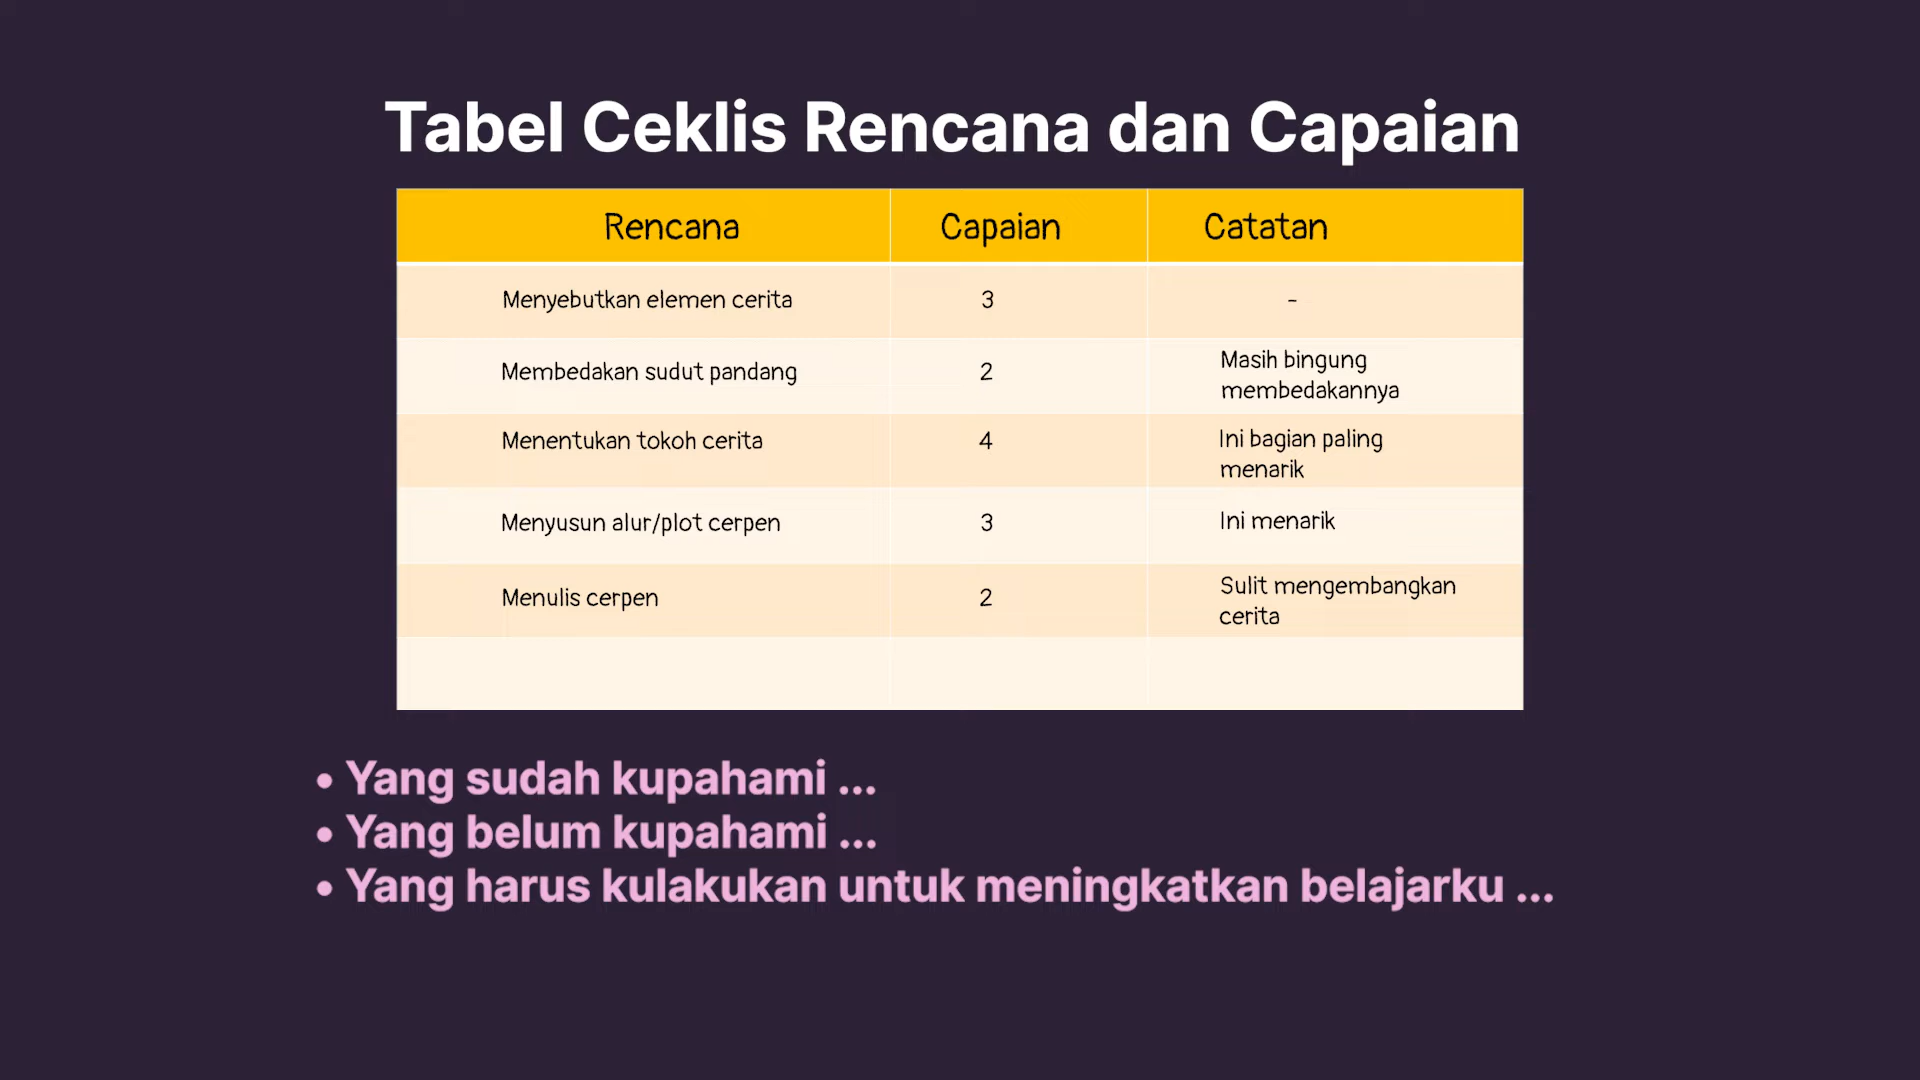 Tabel Ceklis Rencana dan Capaian
Rencana Capaian Catatan
Menyebutkan elemen cerita 3 -
Membedakan sudut pandang 2 Masih bingung
membedakannya
Menentukan tokoh cerita 4 Ini bagian paling
menarik
Menyusun alur/plot cerpen 3 Ini menarik
Menulis cerpen 2 Sulit mengembangkan
cerita
• Yang sudah kupahami ...
• Yang belum kupahami ...
• Yang harus kulakukan untuk meningkatkan belajarku ...